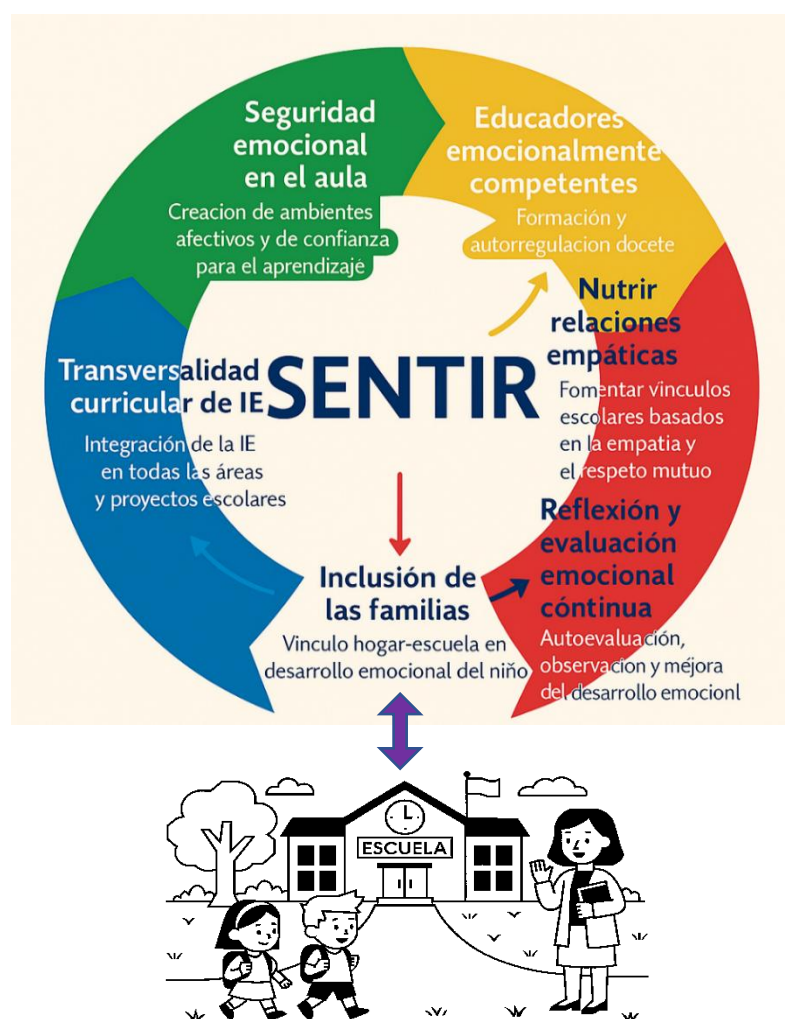 Seguridad
emocional
en el aula
Creacion de ambientes
afectivos y de confianza
para el aprendizajé
Educadores
emocionalmente
competentes
Formación y
autorregulacion docete
Nutrir
relaciones
empáticas
Fomentar vinculos
escolares basados
en la empatia y
el respeto mutuo
Transversalidad
curricular de IE
Integración de la IE
en todas las áreas
y proyectos escolares
SENTIR
Reflexión y
evaluación
emocional
cóntinua
Autoevaluación,
observacion y méjora
del desarrollo emocionl
Inclusión de
las familias
Vinculo hogar-escuela en
desarrollo emocional del niño
ESCUELA